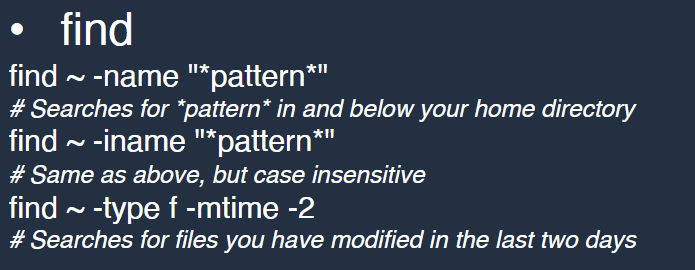 • find
find ~ -name "*pattern*"
# Searches for *pattern* in and below your home directory
find ~ -iname "*pattern*"
# Same as above, but case insensitive
find ~ -type f -mtime -2
# Searches for files you have modified in the last two days